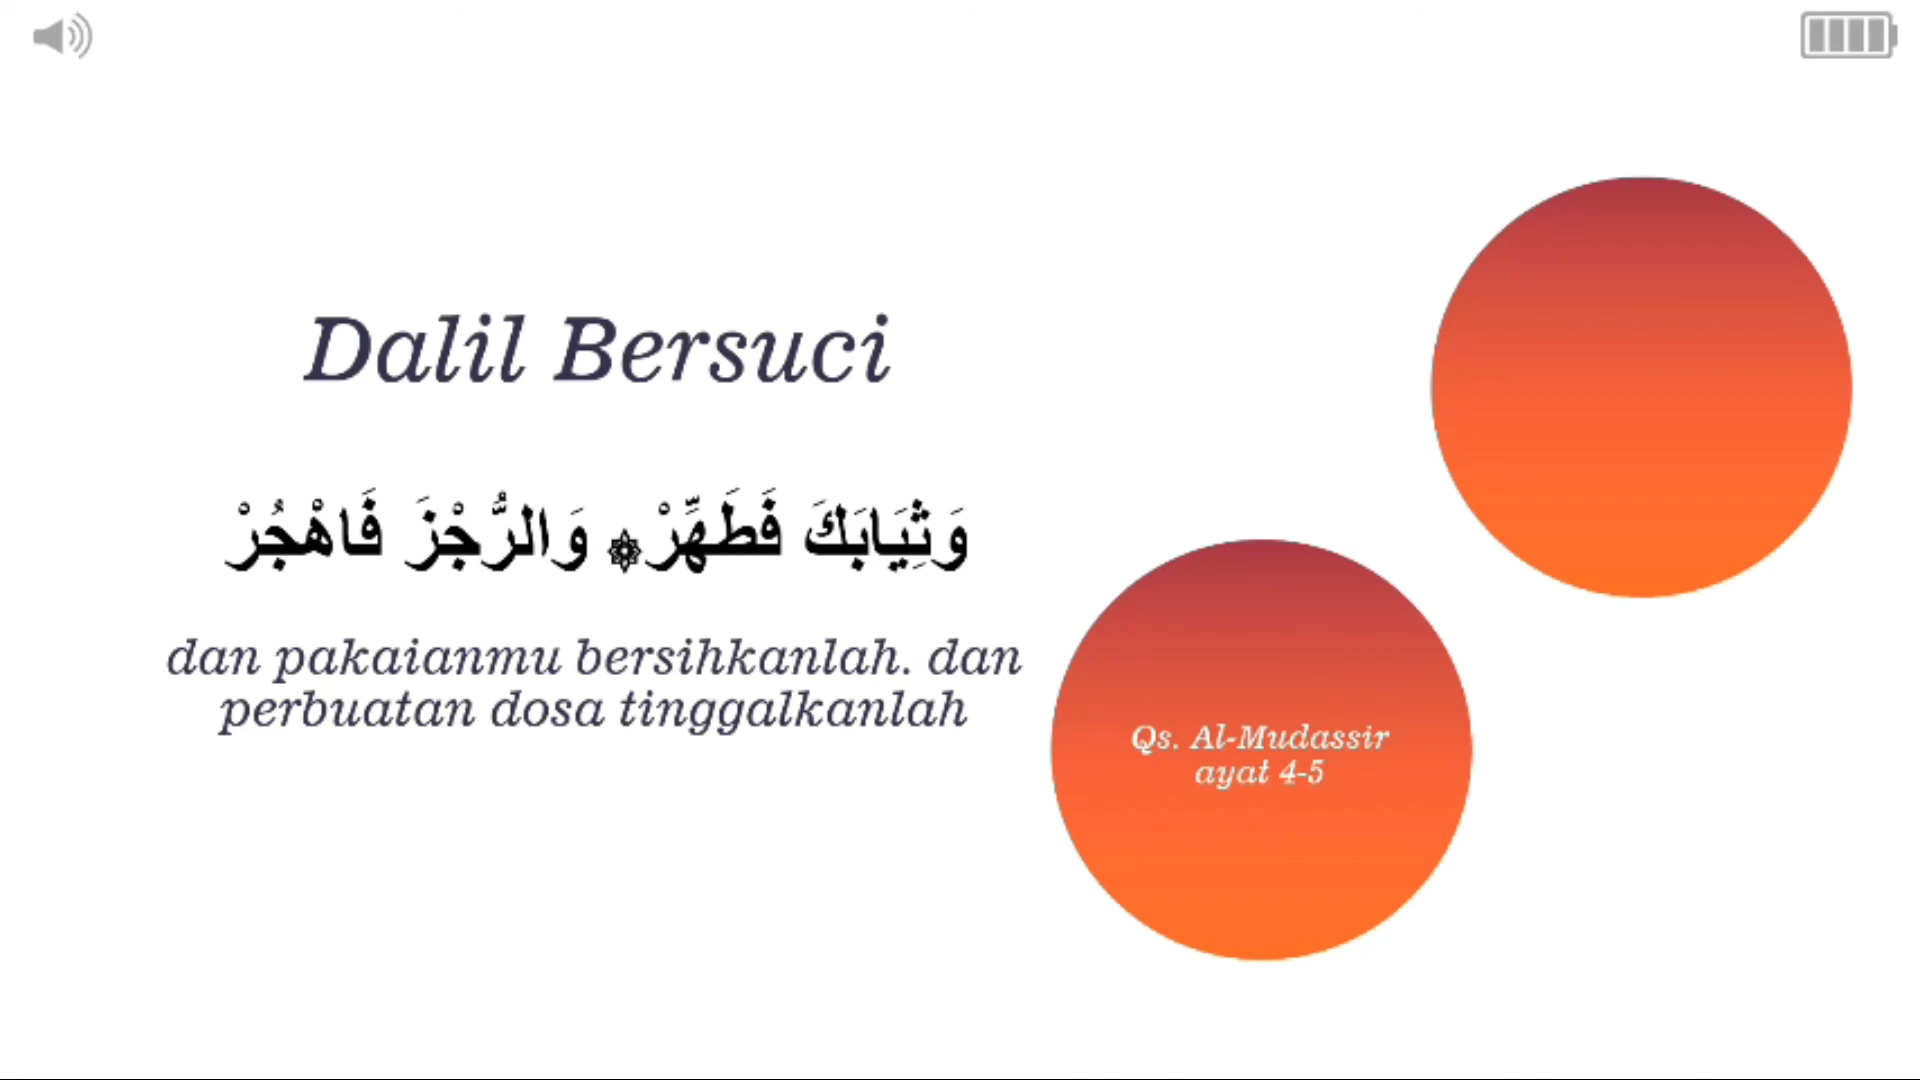 Dalil Bersuci
وَثِيَابَكَ فَطَهِّرْ۞ وَالرُّجْزَ فَاهْجُرْ
dan pakaianmu bersihkanlah. dan
perbuatan dosa tinggalkanlah
Qs. Al-Mudassir
ayat 4-5